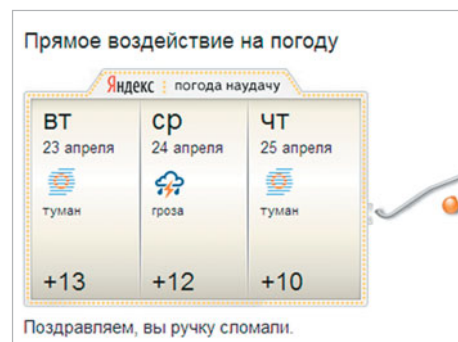 Прямое воздействие на погоду
Яндекс погода наудачу
вт ср чт
23 апреля 24 апреля 25 апреля
туман гроза туман
+13 +12 +10
Поздравляем, вы ручку сломали.